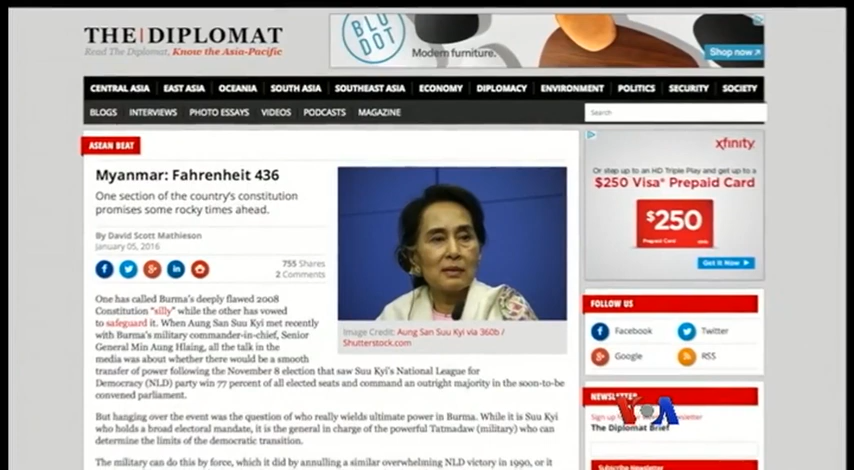 THE|DIPLOMAT
Read The Diplomat, Know the Asia-Pacific
BLU DOT
Modern furniture.
Shop now
CENTRAL ASIA EAST ASIA OCEANIA SOUTH ASIA SOUTHEAST ASIA ECONOMY DIPLOMACY ENVIRONMENT POLITICS SECURITY SOCIETY
BLOGS INTERVIEWS PHOTO ESSAYS VIDEOS PODCASTS MAGAZINE
Search
ASEAN BEAT
Myanmar: Fahrenheit 436
One section of the country's constitution
promises some rocky times ahead.
By David Scott Mathieson
January 05, 2016
755 Shares
2 Comments
One has called Burma's deeply flawed 2008
Constitution "silly" while the other has vowed
to safeguard it. When Aung San Suu Kyi met recently
with Burma's military commander-in-chief, Senior
General Min Aung Hlaing, all the talk in the
media was about whether there would be a smooth
transfer of power following the November 8 election that saw Suu Kyi's National League for
Democracy (NLD) party win 77 percent of all elected seats and command an outright majority in the soon-to-be
convened parliament.
But hanging over the event was the question of who really wields ultimate power in Burma. While it is Suu Kyi
who holds a broad electoral mandate, it is the general in charge of the powerful Tatmadaw (military) who can
determine the limits of the democratic transition.
The military can do this by force, which it did by annulling a similar overwhelming NLD victory in 1990, or it
Image Credit: Aung San Suu Kyi via 360b /
Shutterstock.com
xfinity
Or step up to an HD Triple Play and get up to a
$250 Visa® Prepaid Card
$250
Prepaid Card
Get It Now
FOLLOW US
Facebook Twitter
Google RSS
NEWSLETTER
Sign up newsletter
The Diplomat Brief
VOA
Subscribe Newsletter